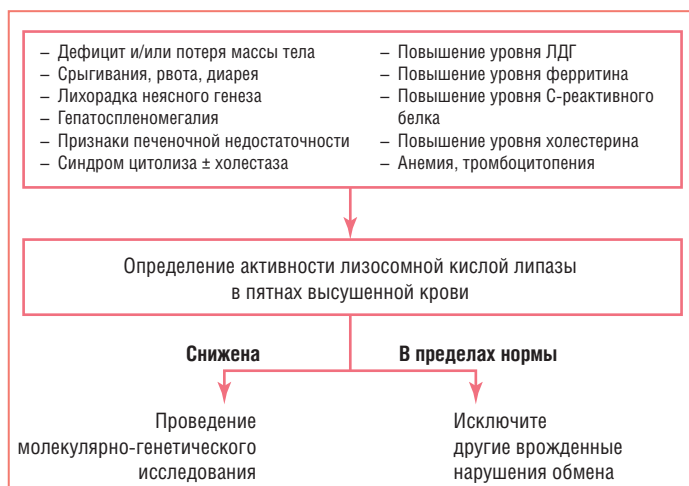 – Дефицит и/или потеря массы тела
– Срыгивания, рвота, диарея
– Лихорадка неясного генеза
– Гепатоспленомегалия
– Признаки печеночной недостаточности
– Синдром цитолиза ± холестаза
– Повышение уровня ЛДГ
– Повышение уровня ферритина
– Повышение уровня С-реактивного
белка
– Повышение уровня холестерина
– Анемия, тромбоцитопения
Определение активности лизосомной кислой липазы
в пятнах высушенной крови
Снижена
В пределах нормы
Проведение
молекулярно-генетического
исследования
Исключите
другие врожденные
нарушения обмена